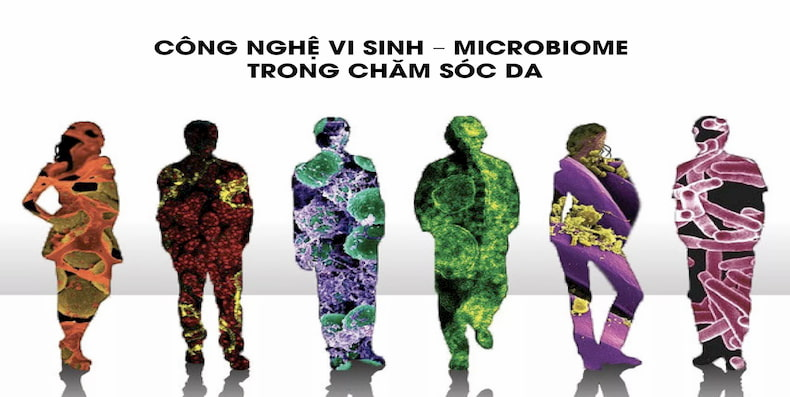 CÔNG NGHỆ VI SINH – MICROBIOME
TRONG CHĂM SÓC DA